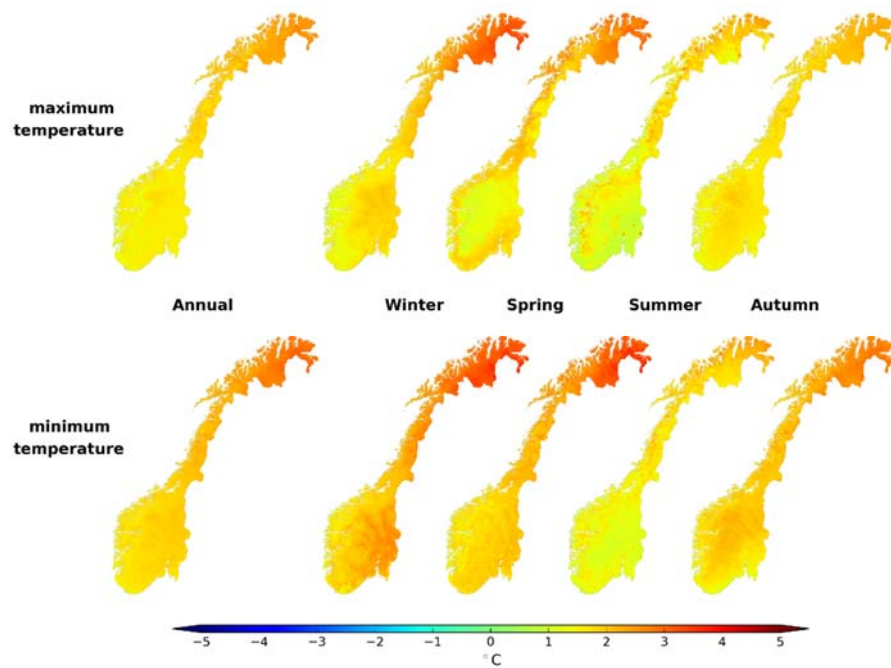 maximum
temperature
Annual Winter Spring Summer Autumn
minimum
temperature
−5 −4 −3 −2 −1 0 1 2 3 4 5
°C